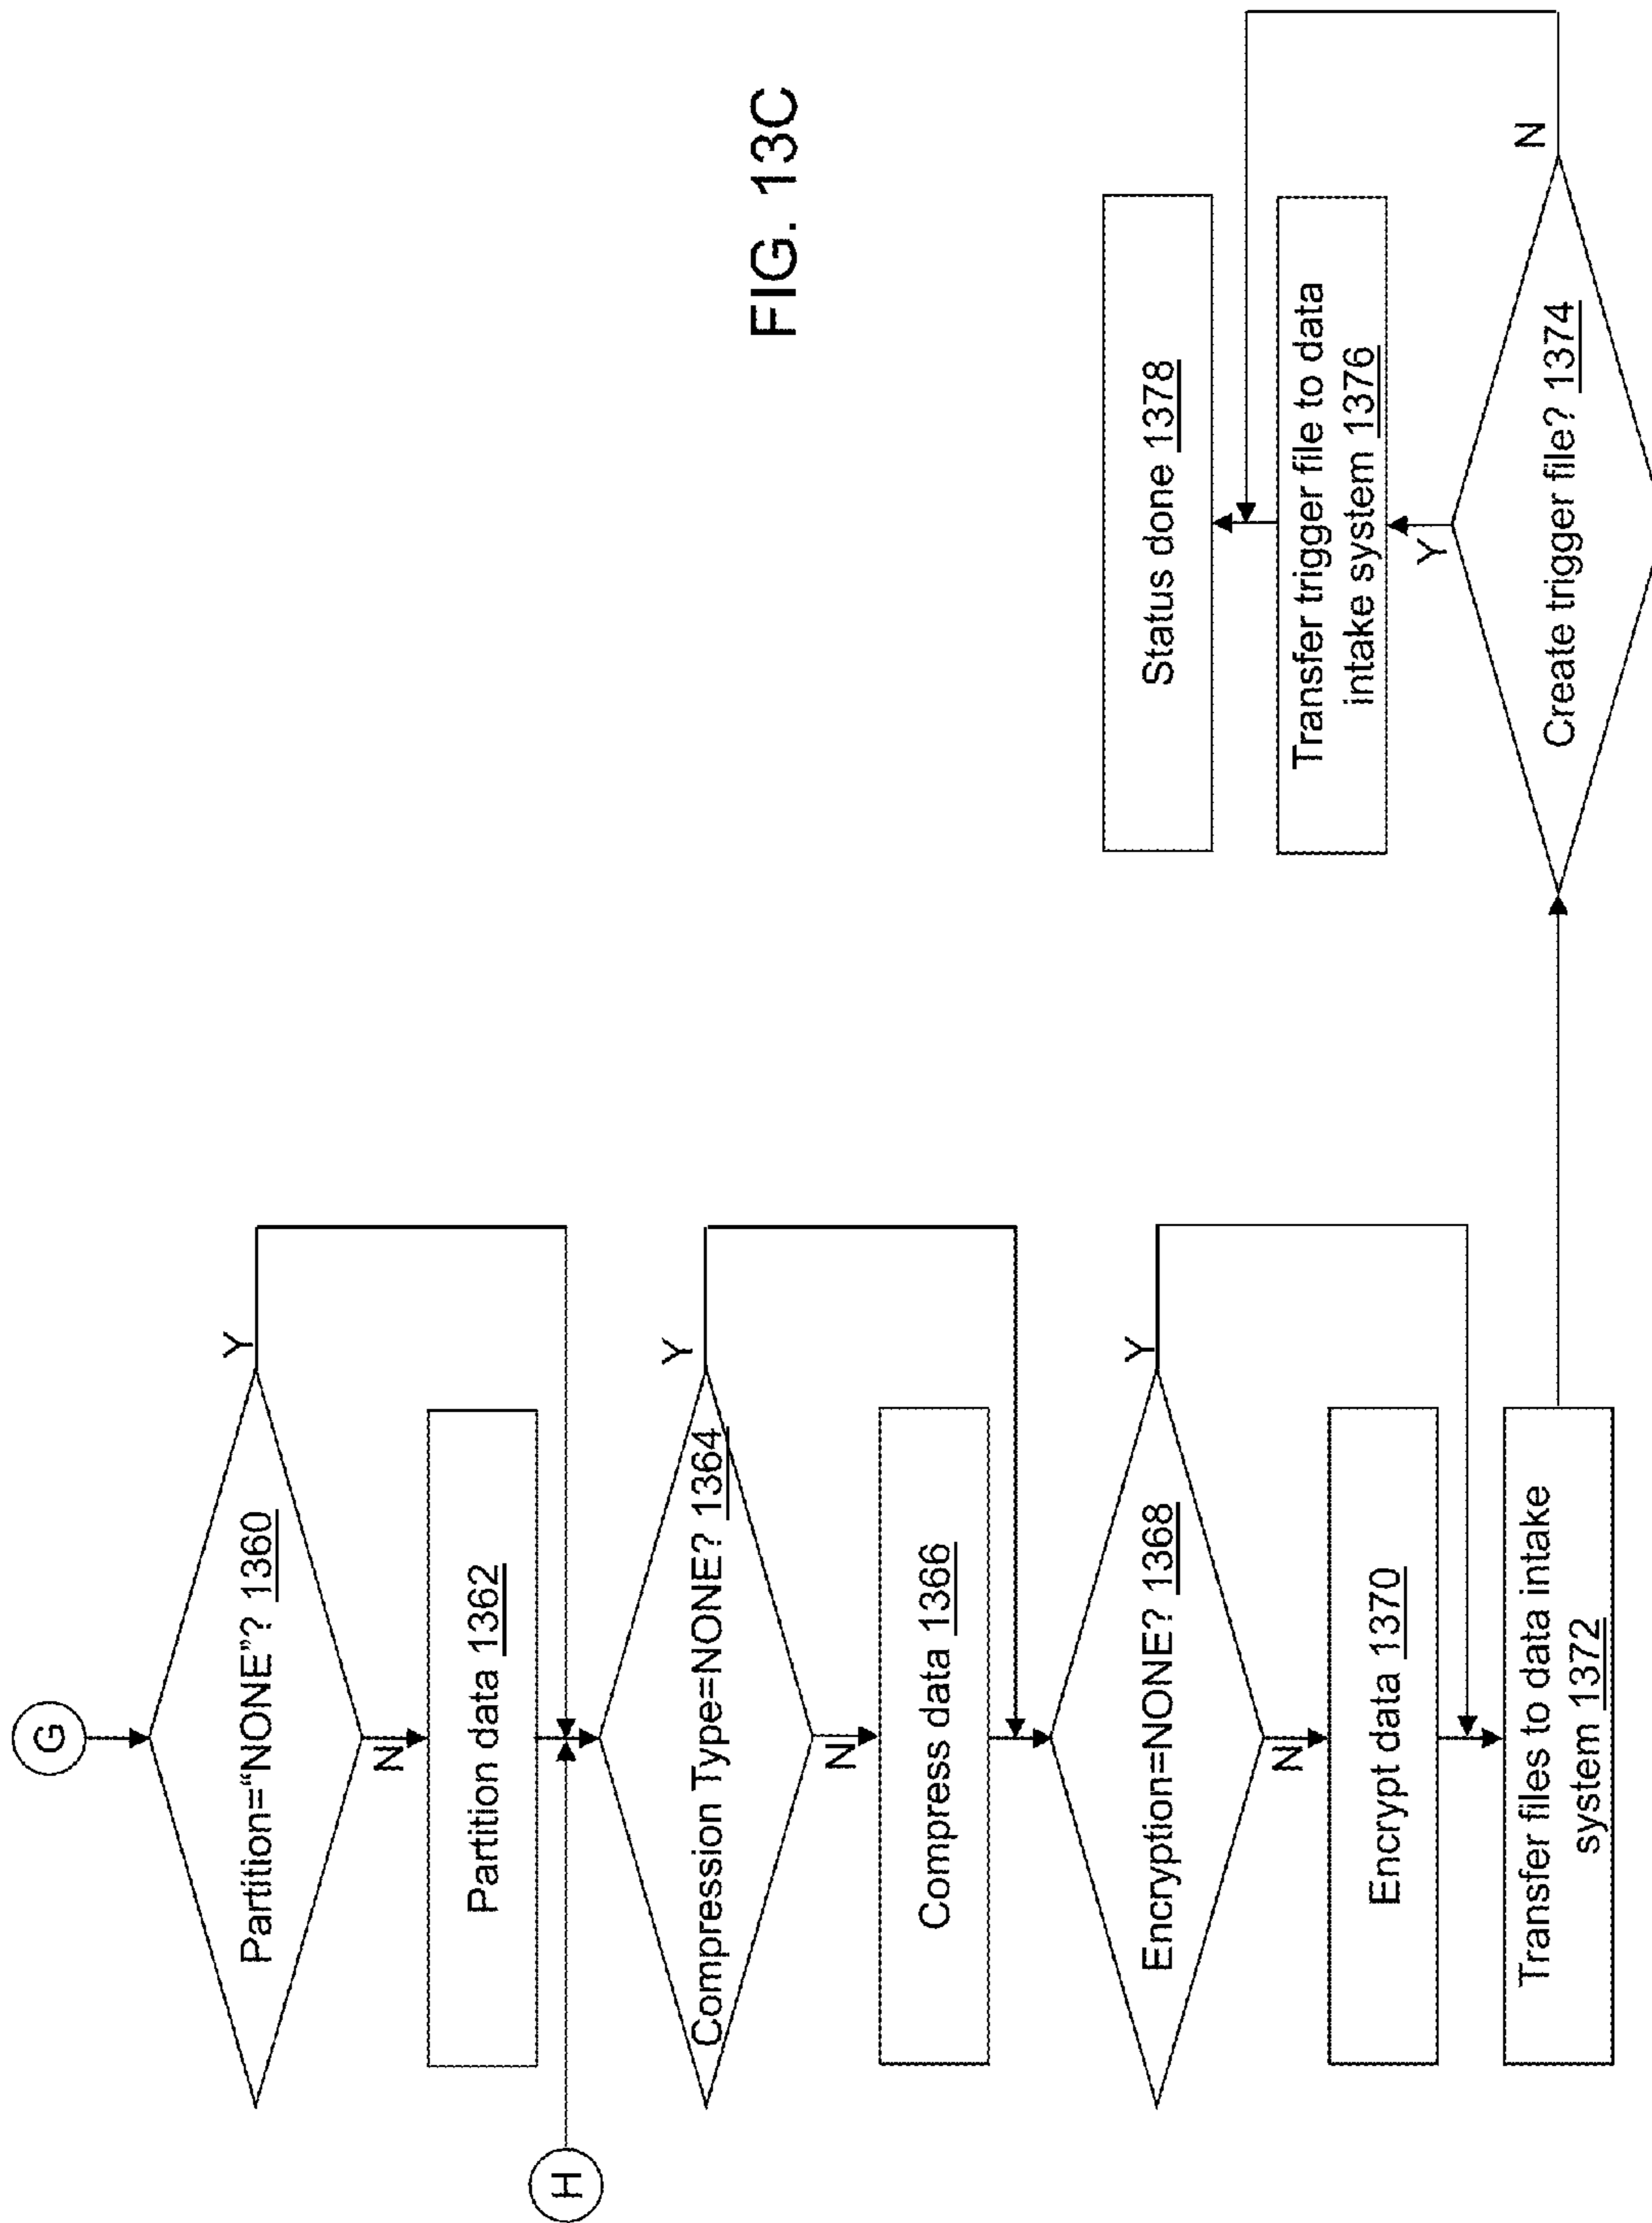 G
Partition=“NONE”? 1360
Y
N
Partition data 1362
H
Compression Type=NONE? 1364
Y
N
Compress data 1366
Encryption=NONE? 1368
Y
N
Encrypt data 1370
Transfer files to data intake
system 1372
FIG. 13C
Status done 1378
Transfer trigger file to data
intake system 1376
Y
N
Create trigger file? 1374